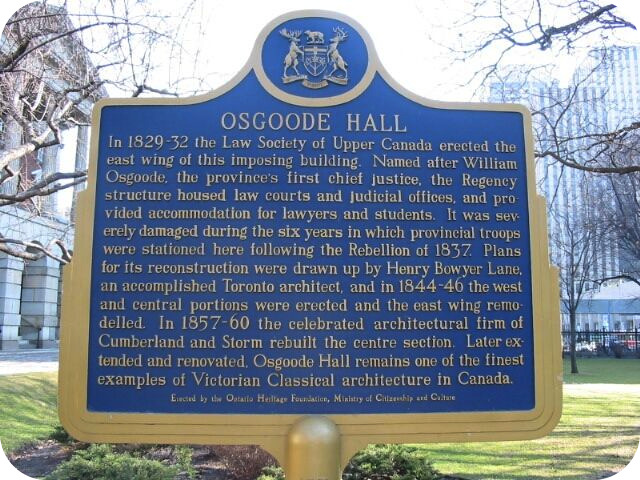 OSGOODE HALL
In 1829-32 the Law Society of Upper Canada erected the
east wing of this imposing building. Named after William
Osgoode, the province's first chief justice, the Regency
structure housed law courts and judicial offices, and pro-
vided accommodation for lawyers and students. It was sev-
erely damaged during the six years in which provincial troops
were stationed here following the Rebellion of 1837. Plans
for its reconstruction were drawn up by Henry Bowyer Lane,
an accomplished Toronto architect, and in 1844-46 the west
and central portions were erected and the east wing remo-
delled. In 1857-60 the celebrated architectural firm of
Cumberland and Storm rebuilt the centre section. Later ex-
tended and renovated, Osgoode Hall remains one of the finest
examples of Victorian Classical architecture in Canada.
Erected by the Ontario Heritage Foundation, Ministry of Citizenship and Culture